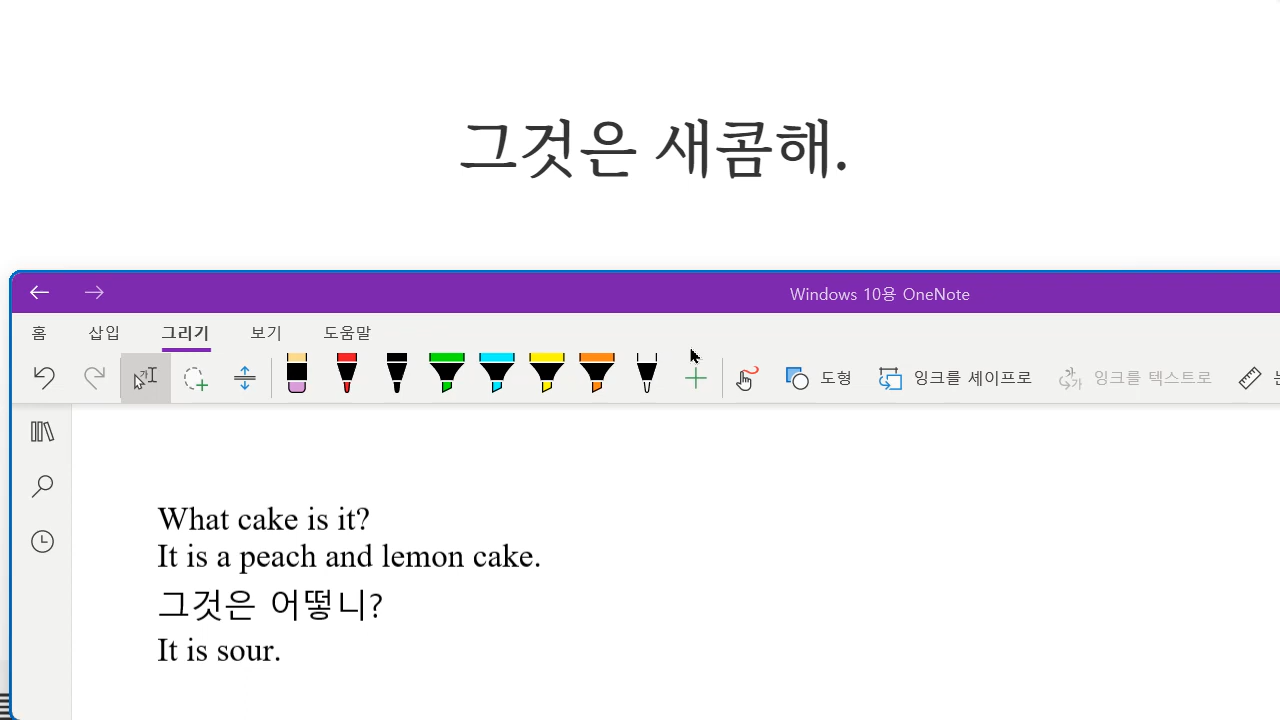 그것은 새콤해.
Windows 10용 OneNote
홈 삽입 그리기 보기 도움말
도형 잉크를 셰이프로 잉크를 텍스트로
What cake is it?
It is a peach and lemon cake.
그것은 어떻니?
It is sour.